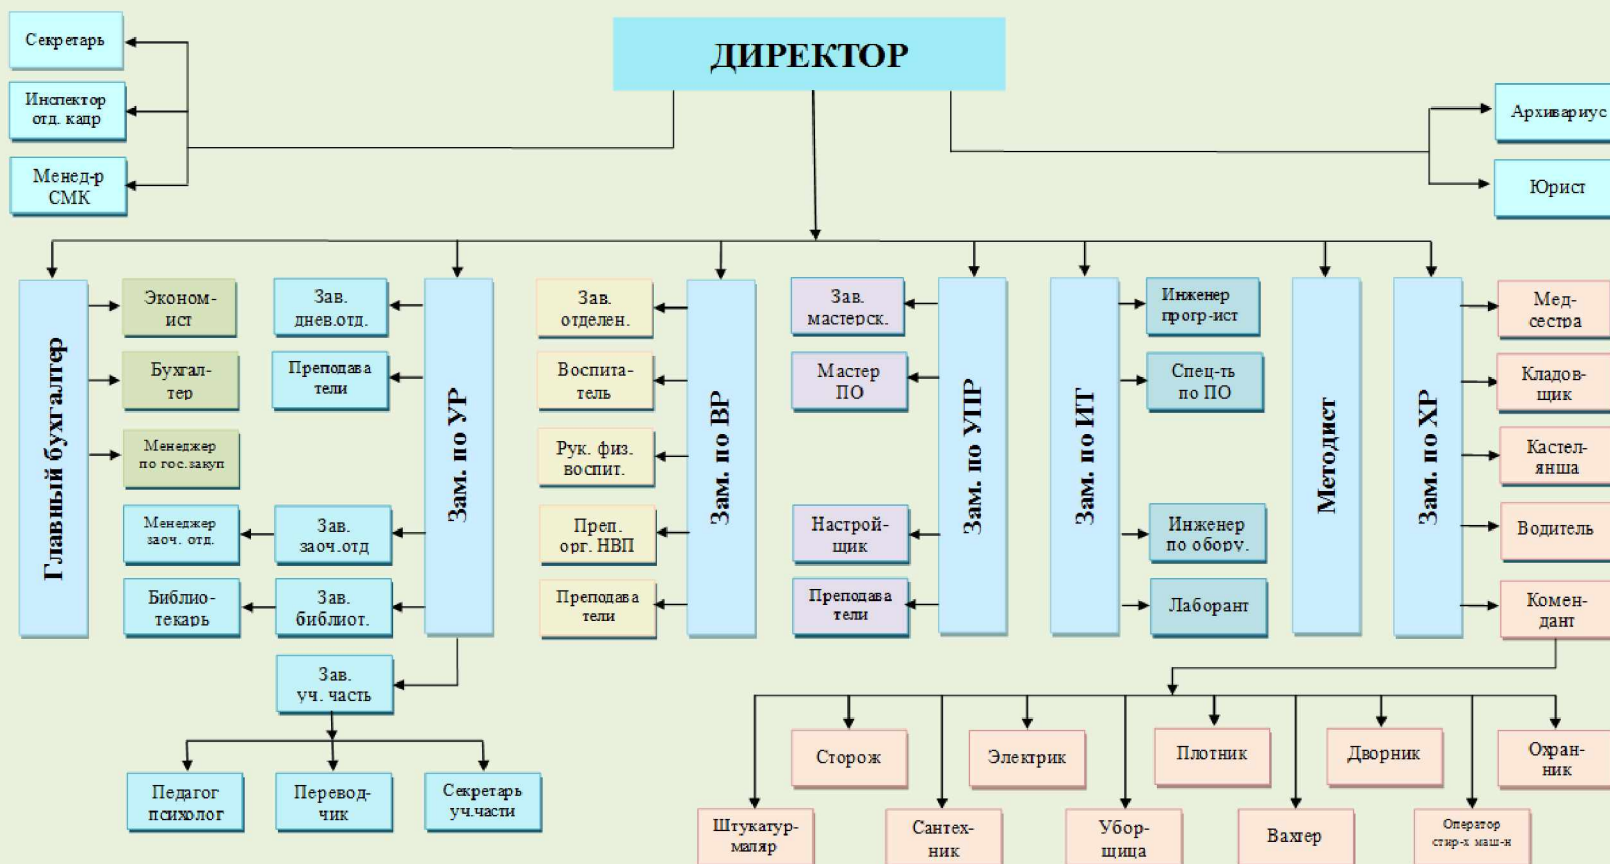 ДИРЕКТОР
Секретарь
Инспектор
отд. кадр
Менед-р
СМК
Архивариус
Юрист
Главный бухгалтер
Эконом-
ист
Бухгал-
тер
Менеджер
по гос.закуп
Менеджер
заоч. отд.
Библио-
текарь
Зав.
днев.отд.
Преподава
тели
Зав.
заоч.отд
Зав.
библиот.
Зав.
уч. часть
Зам. по УР
Педагог
психолог
Перевод-
чик
Секретарь
уч.части
Зав.
отделен.
Воспита-
тель
Рук. физ.
воспит.
Преп.
орг. НВП
Преподава
тели
Зам. по ВР
Зав.
мастерск.
Мастер
ПО
Настрой-
щик
Преподава
тели
Зам. по УПР
Зам. по ИТ
Инженер
прогр-ист
Спец-ть
по ПО
Инженер
по обору.
Лаборант
Методист
Зам. по ХР
Мед-
сестра
Кладов-
щик
Кастел-
янша
Водитель
Комен-
дант
Сторож
Электрик
Плотник
Дворник
Охран-
ник
Штукатур-
маляр
Сантех-
ник
Убор-
щица
Вахтер
Оператор
стир-х маш-н